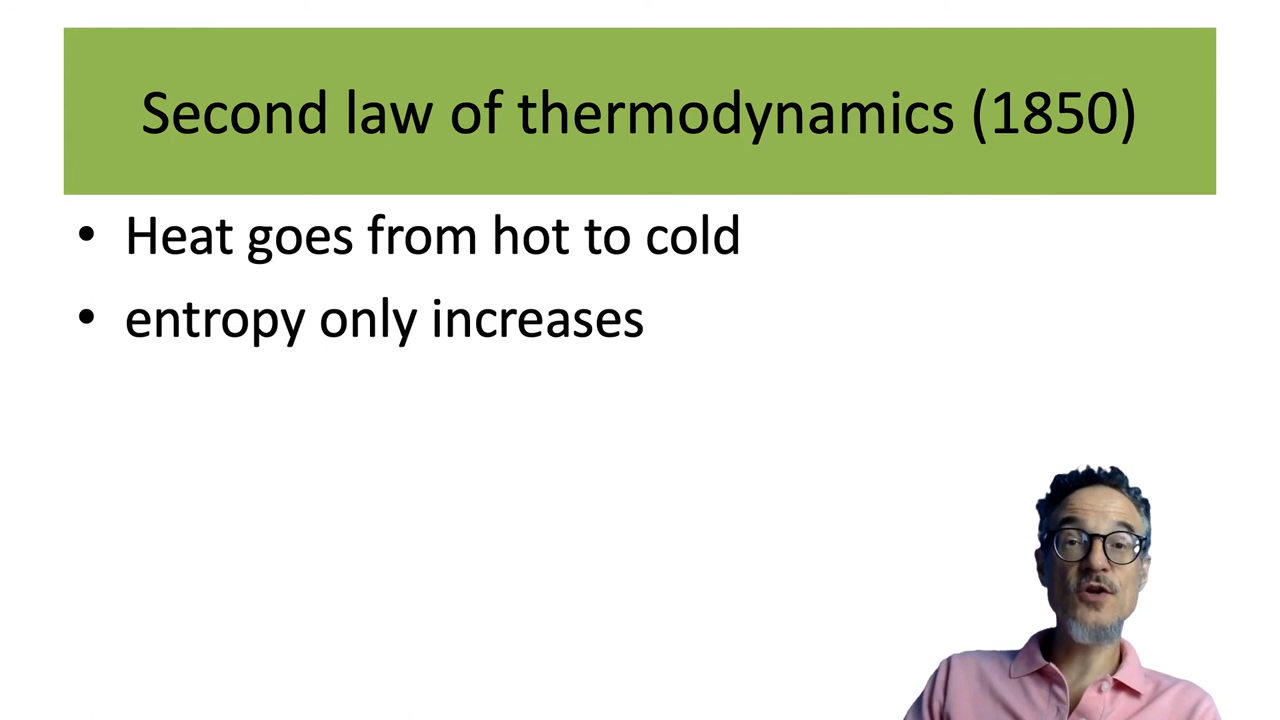 Second law of thermodynamics (1850)
• Heat goes from hot to cold
• entropy only increases